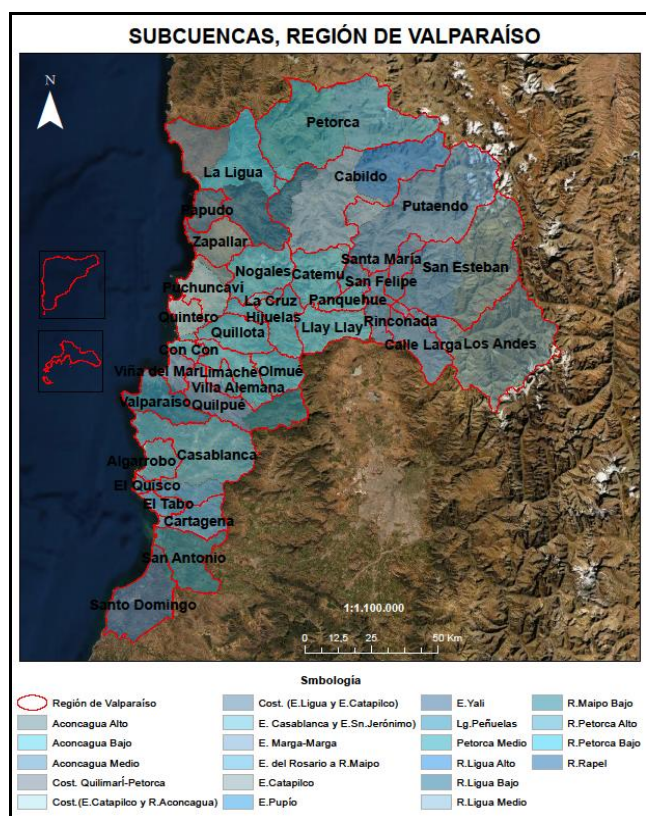 SUBCUENCAS, REGIÓN DE VALPARAÍSO
N
Petorca
La Ligua
Cabildo
Papudo
Putaendo
Zapallar
Santa María
Nogales
Catemu
San Esteban
Puchuncaví
San Felipe
La Cruz
Panquehue
Quintero
Hijuelas
Quillota
Llay Llay
Rinconada
Calle Larga
Los Andes
Con Con
Viña del Mar
Limache
Olmué
Villa Alemana
Valparaíso
Quilpué
Casablanca
Algarrobo
El Quisco
El Tabo
Cartagena
San Antonio
Santo Domingo
1:1.100.000
0 12,5 25 50 Km
Smbología
Región de Valparaíso
Aconcagua Alto
Aconcagua Bajo
Aconcagua Medio
Cost. Quilimarí-Petorca
Cost.(E.Catapilco y R.Aconcagua)
Cost. (E.Ligua y E.Catapilco)
E. Casablanca y E.Sn.Jerónimo)
E. Marga-Marga
E. del Rosario a R.Maipo
E.Catapilco
E.Pupío
E.Yali
Lg.Peñuelas
Petorca Medio
R.Ligua Alto
R.Ligua Bajo
R.Ligua Medio
R.Maipo Bajo
R.Petorca Alto
R.Petorca Bajo
R.Rapel